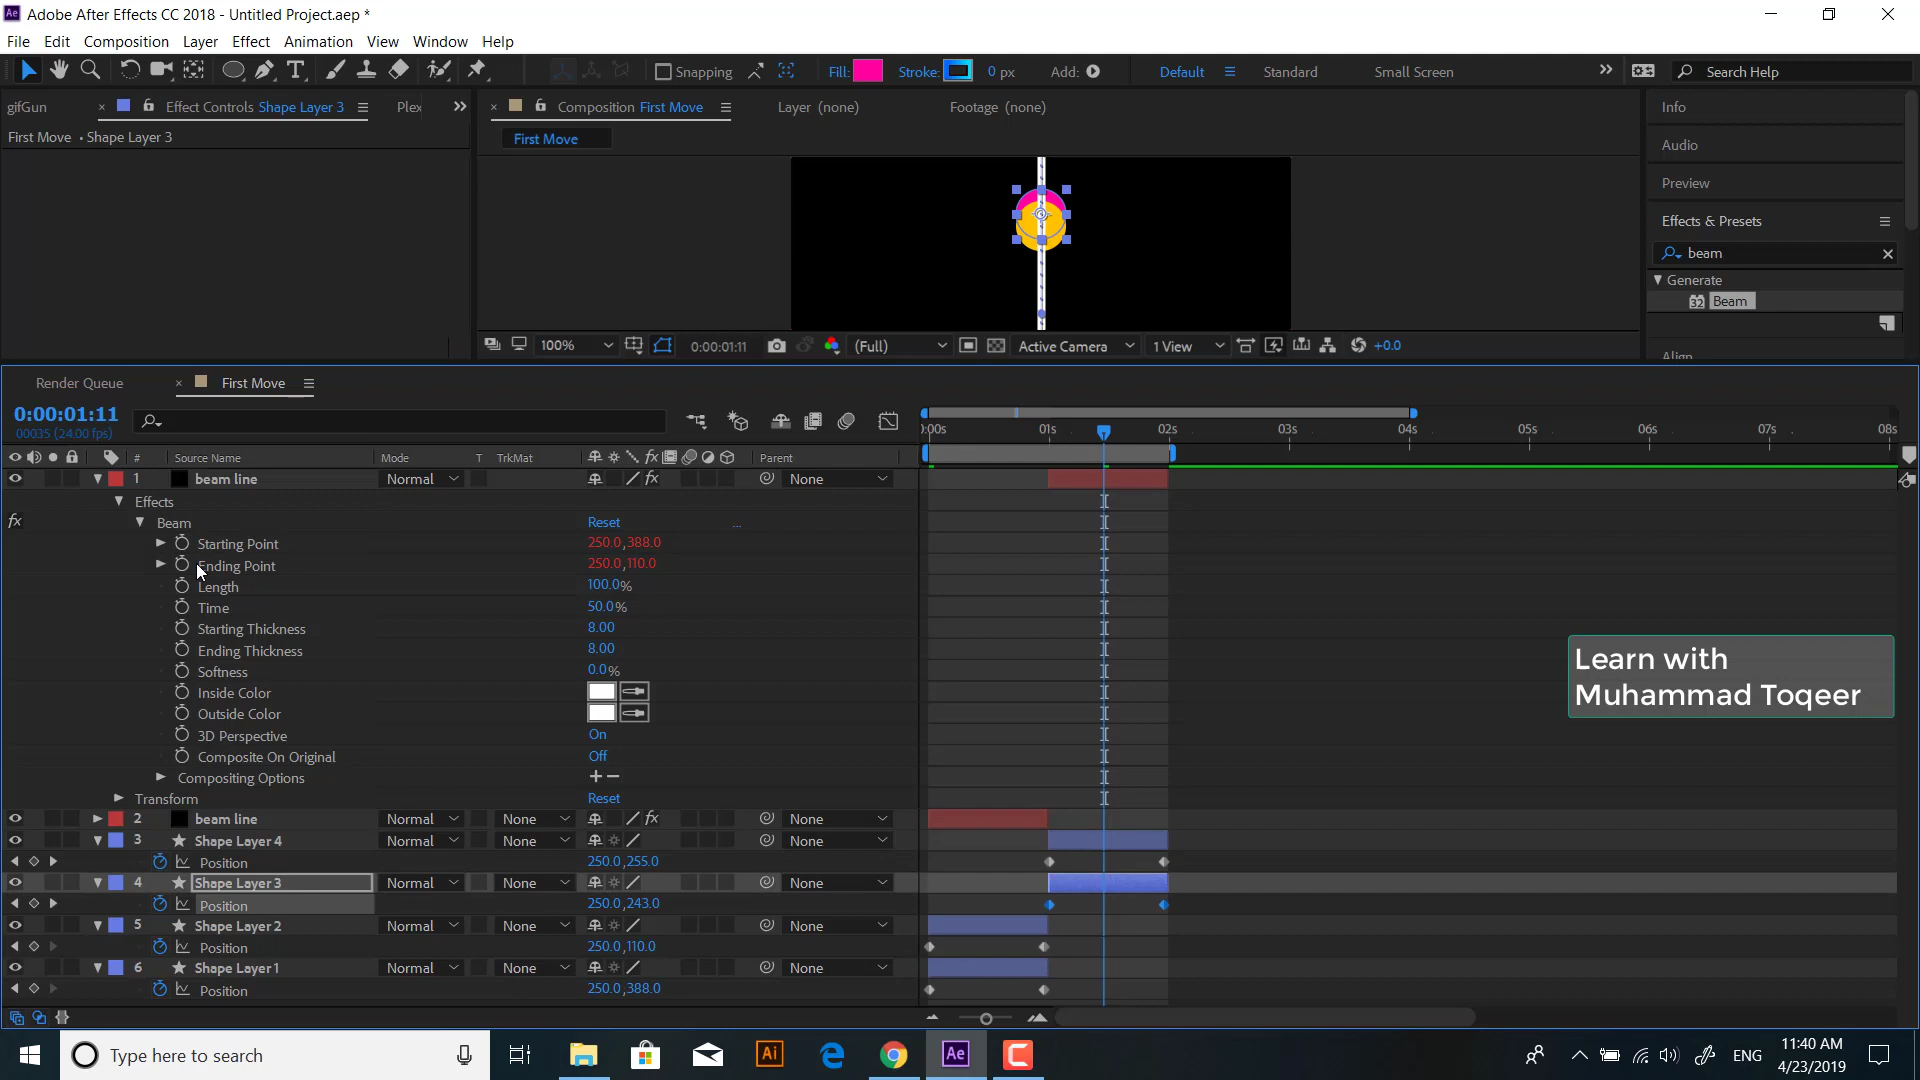 Adobe After Effects CC 2018 - Untitled Project.aep *
File Edit Composition Layer Effect Animation View Window Help
Snapping Fill: Stroke: 0 px Add: Default Standard Small Screen Search Help
gifGun Effect Controls Shape Layer 3 Plex Composition First Move Layer (none) Footage (none) Info
First Move • Shape Layer 3
First Move
Audio
Preview
Effects & Presets
beam
Generate
Beam
100% 0:00:01:11 (Full) Active Camera 1 View +0.0
Align
Render Queue First Move
0:00:01:11
00035 (24.00 fps)
):00s 01s 02s 03s 04s 05s 06s 07s 08s
# Source Name Mode T TrkMat Parent
1 beam line Normal None
Effects
fx Beam Reset ...
Starting Point 250.0,388.0
Ending Point 250.0,110.0
Length 100.0%
Time 50.0%
Starting Thickness 8.00
Ending Thickness 8.00
Softness 0.0%
Inside Color
Outside Color
3D Perspective On
Composite On Original Off
Compositing Options
Transform Reset
2 beam line Normal None None
3 Shape Layer 4 Normal None None
Position 250.0,255.0
4 Shape Layer 3 Normal None None
Position 250.0,243.0
5 Shape Layer 2 Normal None None
Position 250.0,110.0
6 Shape Layer 1 Normal None None
Position 250.0,388.0
Learn with
Muhammad Toqeer
Type here to search Ai Ae ENG 11:40 AM
4/23/2019